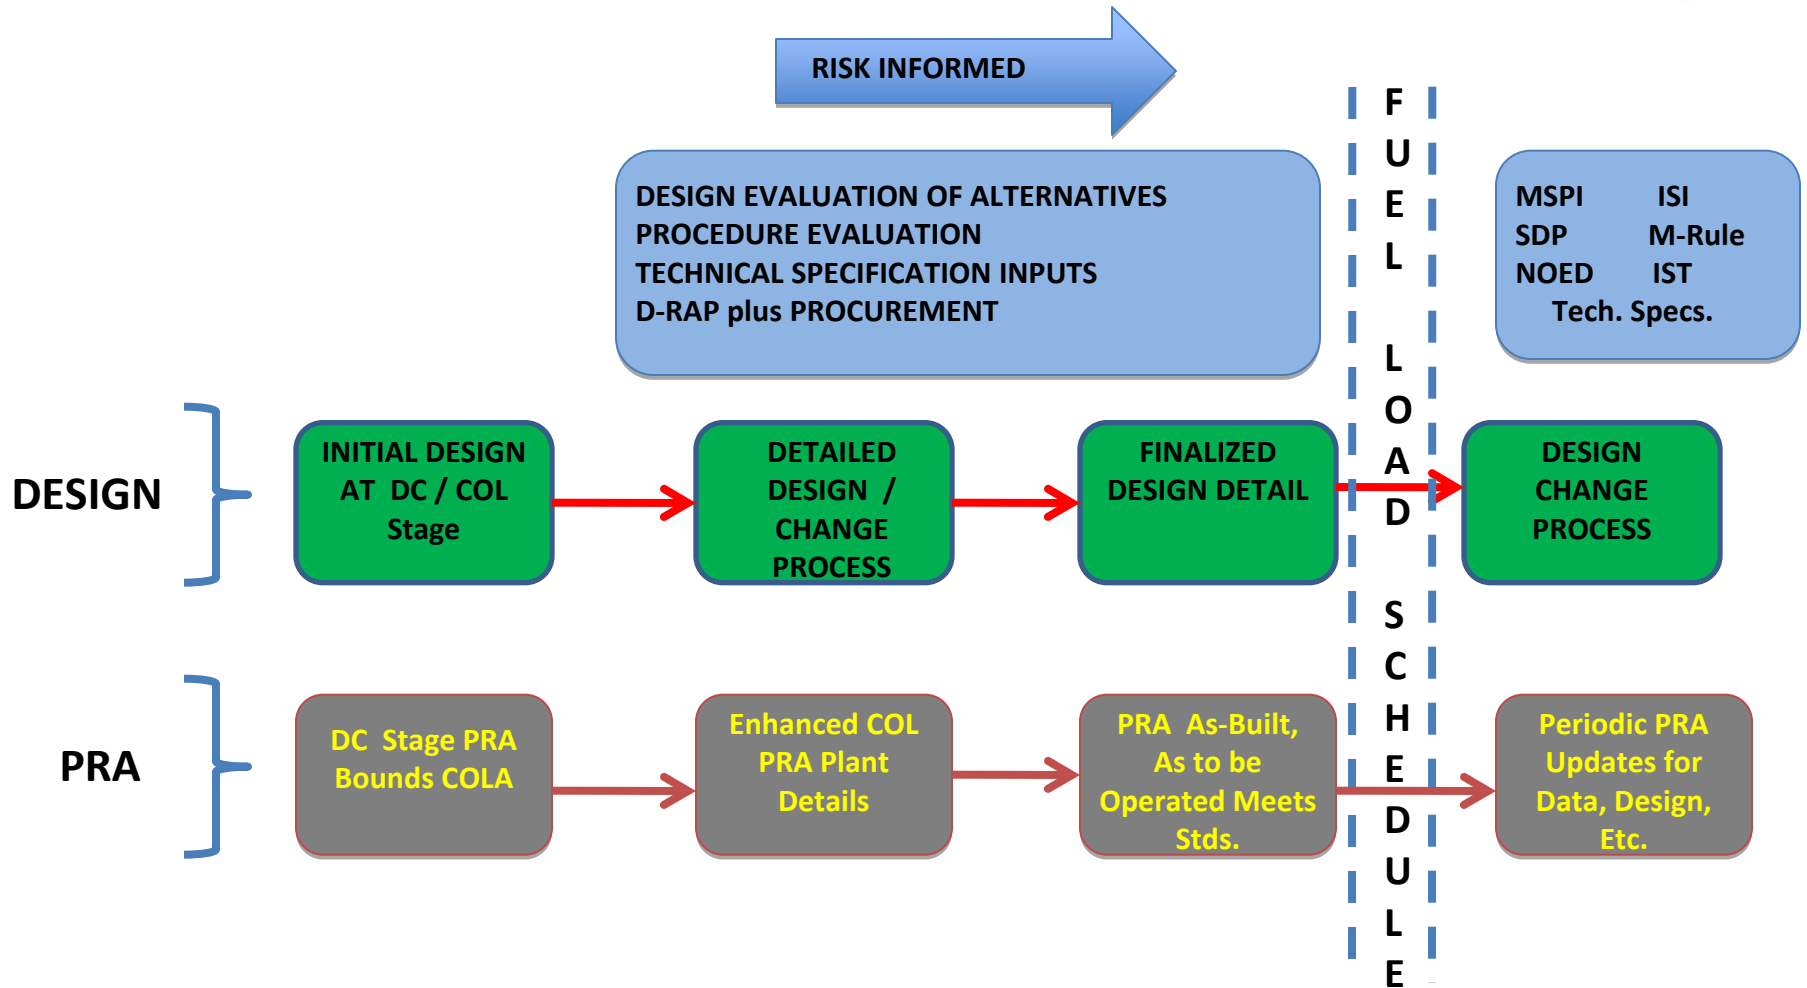 RISK INFORMED
DESIGN EVALUATION OF ALTERNATIVES
PROCEDURE EVALUATION
TECHNICAL SPECIFICATION INPUTS
D-RAP plus PROCUREMENT
FUEL LOAD SCHEDULE
MSPI ISI
SDP M-Rule
NOED IST
Tech. Specs.
DESIGN
INITIAL DESIGN
AT DC / COL
Stage
DETAILED
DESIGN /
CHANGE
PROCESS
FINALIZED
DESIGN DETAIL
DESIGN
CHANGE
PROCESS
PRA
DC Stage PRA
Bounds COLA
Enhanced COL
PRA Plant
Details
PRA As-Built,
As to be
Operated Meets
Stds.
Periodic PRA
Updates for
Data, Design,
Etc.